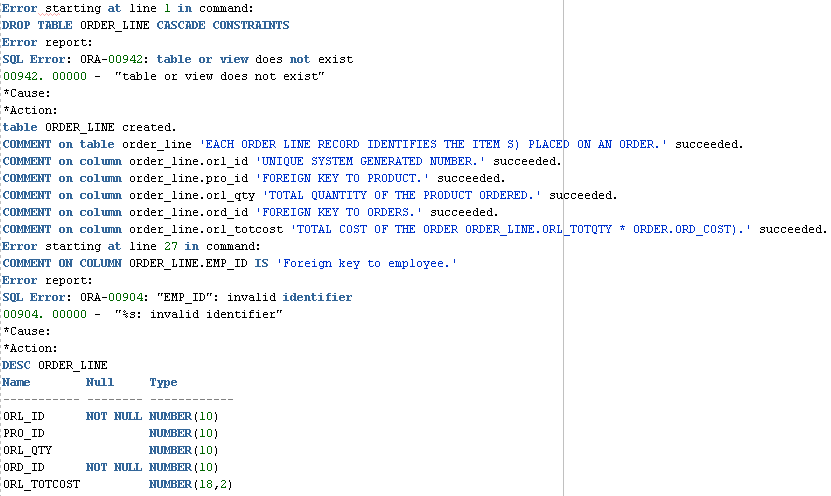 Error starting at line 1 in command:
DROP TABLE ORDER_LINE CASCADE CONSTRAINTS
Error report:
SQL Error: ORA-00942: table or view does not exist
00942. 00000 -  "table or view does not exist"
*Cause:
*Action:
table ORDER_LINE created.
COMMENT on table order_line 'EACH ORDER LINE RECORD IDENTIFIES THE ITEM S) PLACED ON AN ORDER.' succeeded.
COMMENT on column order_line.orl_id 'UNIQUE SYSTEM GENERATED NUMBER.' succeeded.
COMMENT on column order_line.pro_id 'FOREIGN KEY TO PRODUCT.' succeeded.
COMMENT on column order_line.orl_qty 'TOTAL QUANTITY OF THE PRODUCT ORDERED.' succeeded.
COMMENT on column order_line.ord_id 'FOREIGN KEY TO ORDERS.' succeeded.
COMMENT on column order_line.orl_totcost 'TOTAL COST OF THE ORDER ORDER_LINE.ORL_TOTQTY * ORDER.ORD_COST).' succeeded.
Error starting at line 27 in command:
COMMENT ON COLUMN ORDER_LINE.EMP_ID IS 'Foreign key to employee.'
Error report:
SQL Error: ORA-00904: "EMP_ID": invalid identifier
00904. 00000 -  "%s: invalid identifier"
*Cause:
*Action:
DESC ORDER_LINE
Name        Null     Type
----------- -------- ------------
ORL_ID      NOT NULL NUMBER(10)
PRO_ID               NUMBER(10)
ORL_QTY              NUMBER(10)
ORD_ID      NOT NULL NUMBER(10)
ORL_TOTCOST          NUMBER(18,2)